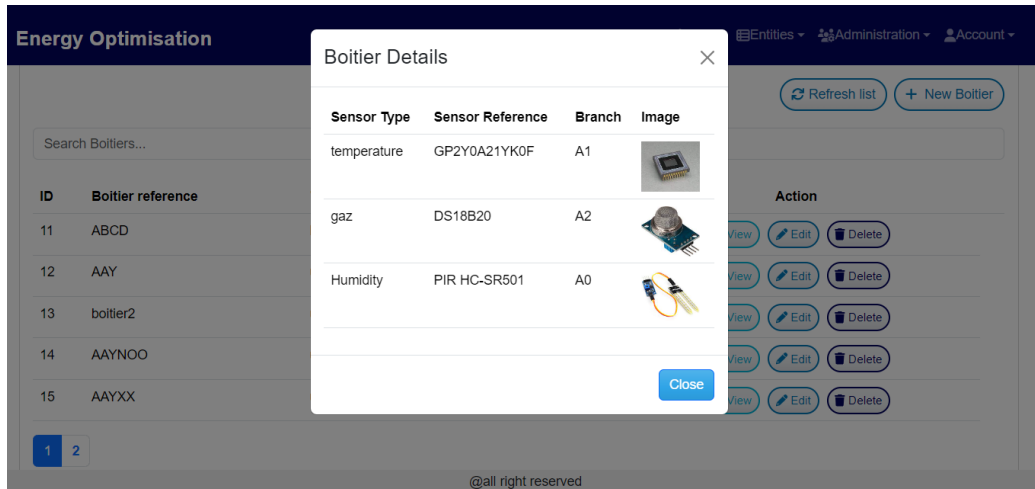 Energy Optimisation
Entities
Administration
Account
Boitier Details
Refresh list
+ New Boitier
Search Boitiers...
Sensor Type Sensor Reference Branch Image
temperature GP2Y0A21YK0F A1
gaz DS18B20 A2
Humidity PIR HC-SR501 A0
Close
ID Boitier reference Action
11 ABCD View Edit Delete
12 AAY View Edit Delete
13 boitier2 View Edit Delete
14 AAYNOO View Edit Delete
15 AAYXX View Edit Delete
1 2
@all right reserved